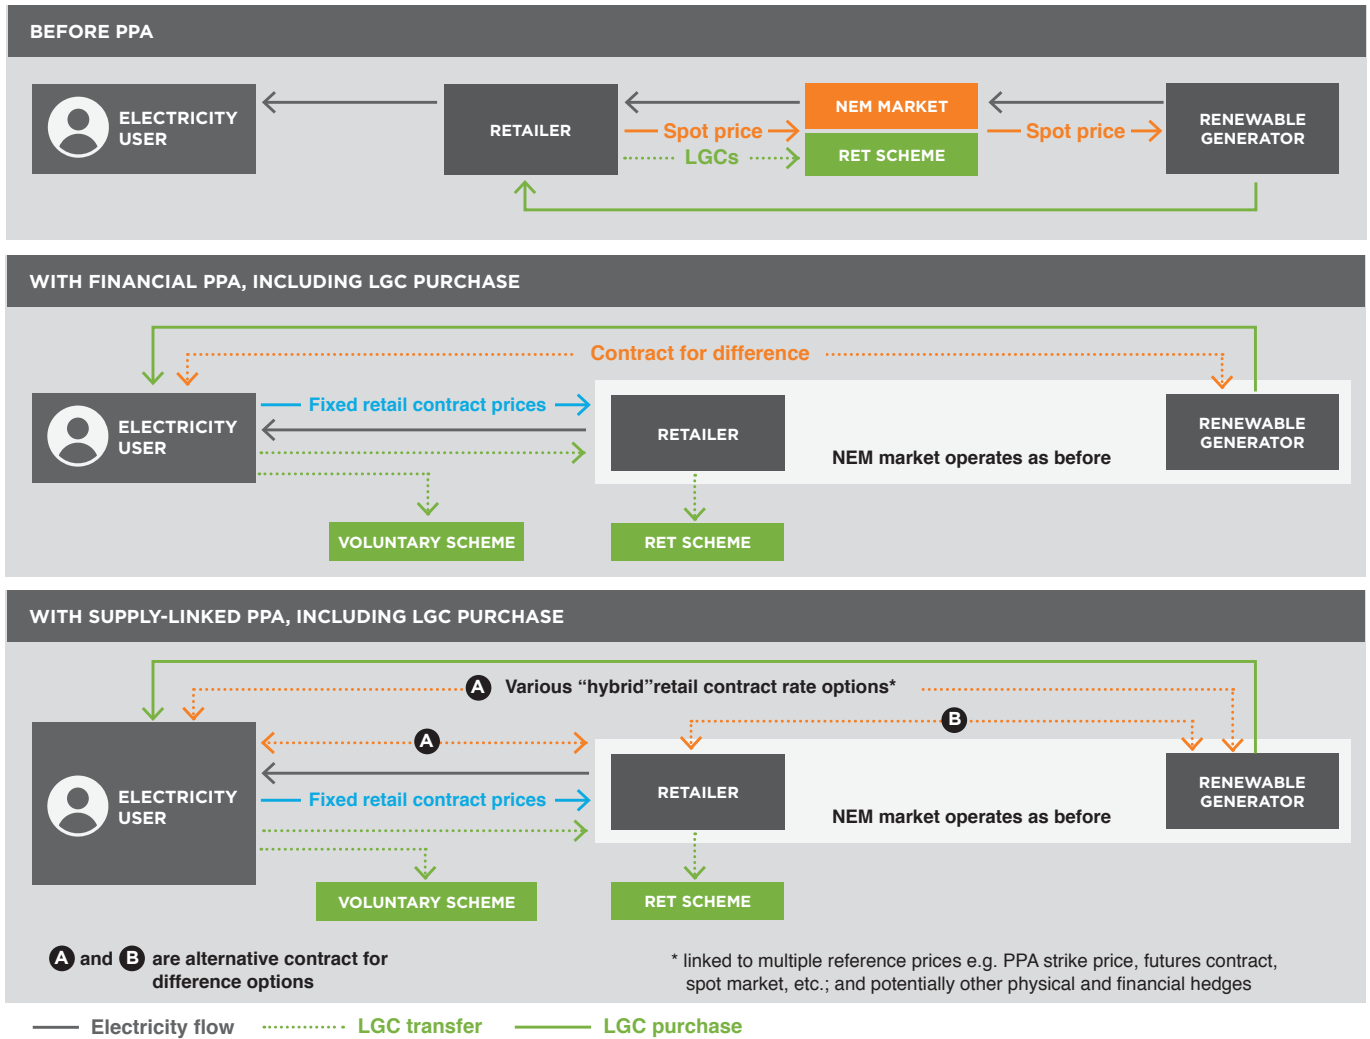 BEFORE PPA
ELECTRICITY
USER
RETAILER
Spot price
LGCs
NEM MARKET
RET SCHEME
Spot price
RENEWABLE
GENERATOR
WITH FINANCIAL PPA, INCLUDING LGC PURCHASE
Contract for difference
ELECTRICITY
USER
Fixed retail contract prices
RETAILER
NEM market operates as before
RENEWABLE
GENERATOR
VOLUNTARY SCHEME
RET SCHEME
WITH SUPPLY-LINKED PPA, INCLUDING LGC PURCHASE
A Various “hybrid”retail contract rate options*
B
A
ELECTRICITY
USER
Fixed retail contract prices
RETAILER
NEM market operates as before
RENEWABLE
GENERATOR
VOLUNTARY SCHEME
RET SCHEME
A and B are alternative contract for
difference options
* linked to multiple reference prices e.g. PPA strike price, futures contract,
spot market, etc.; and potentially other physical and financial hedges
Electricity flow
LGC transfer
LGC purchase